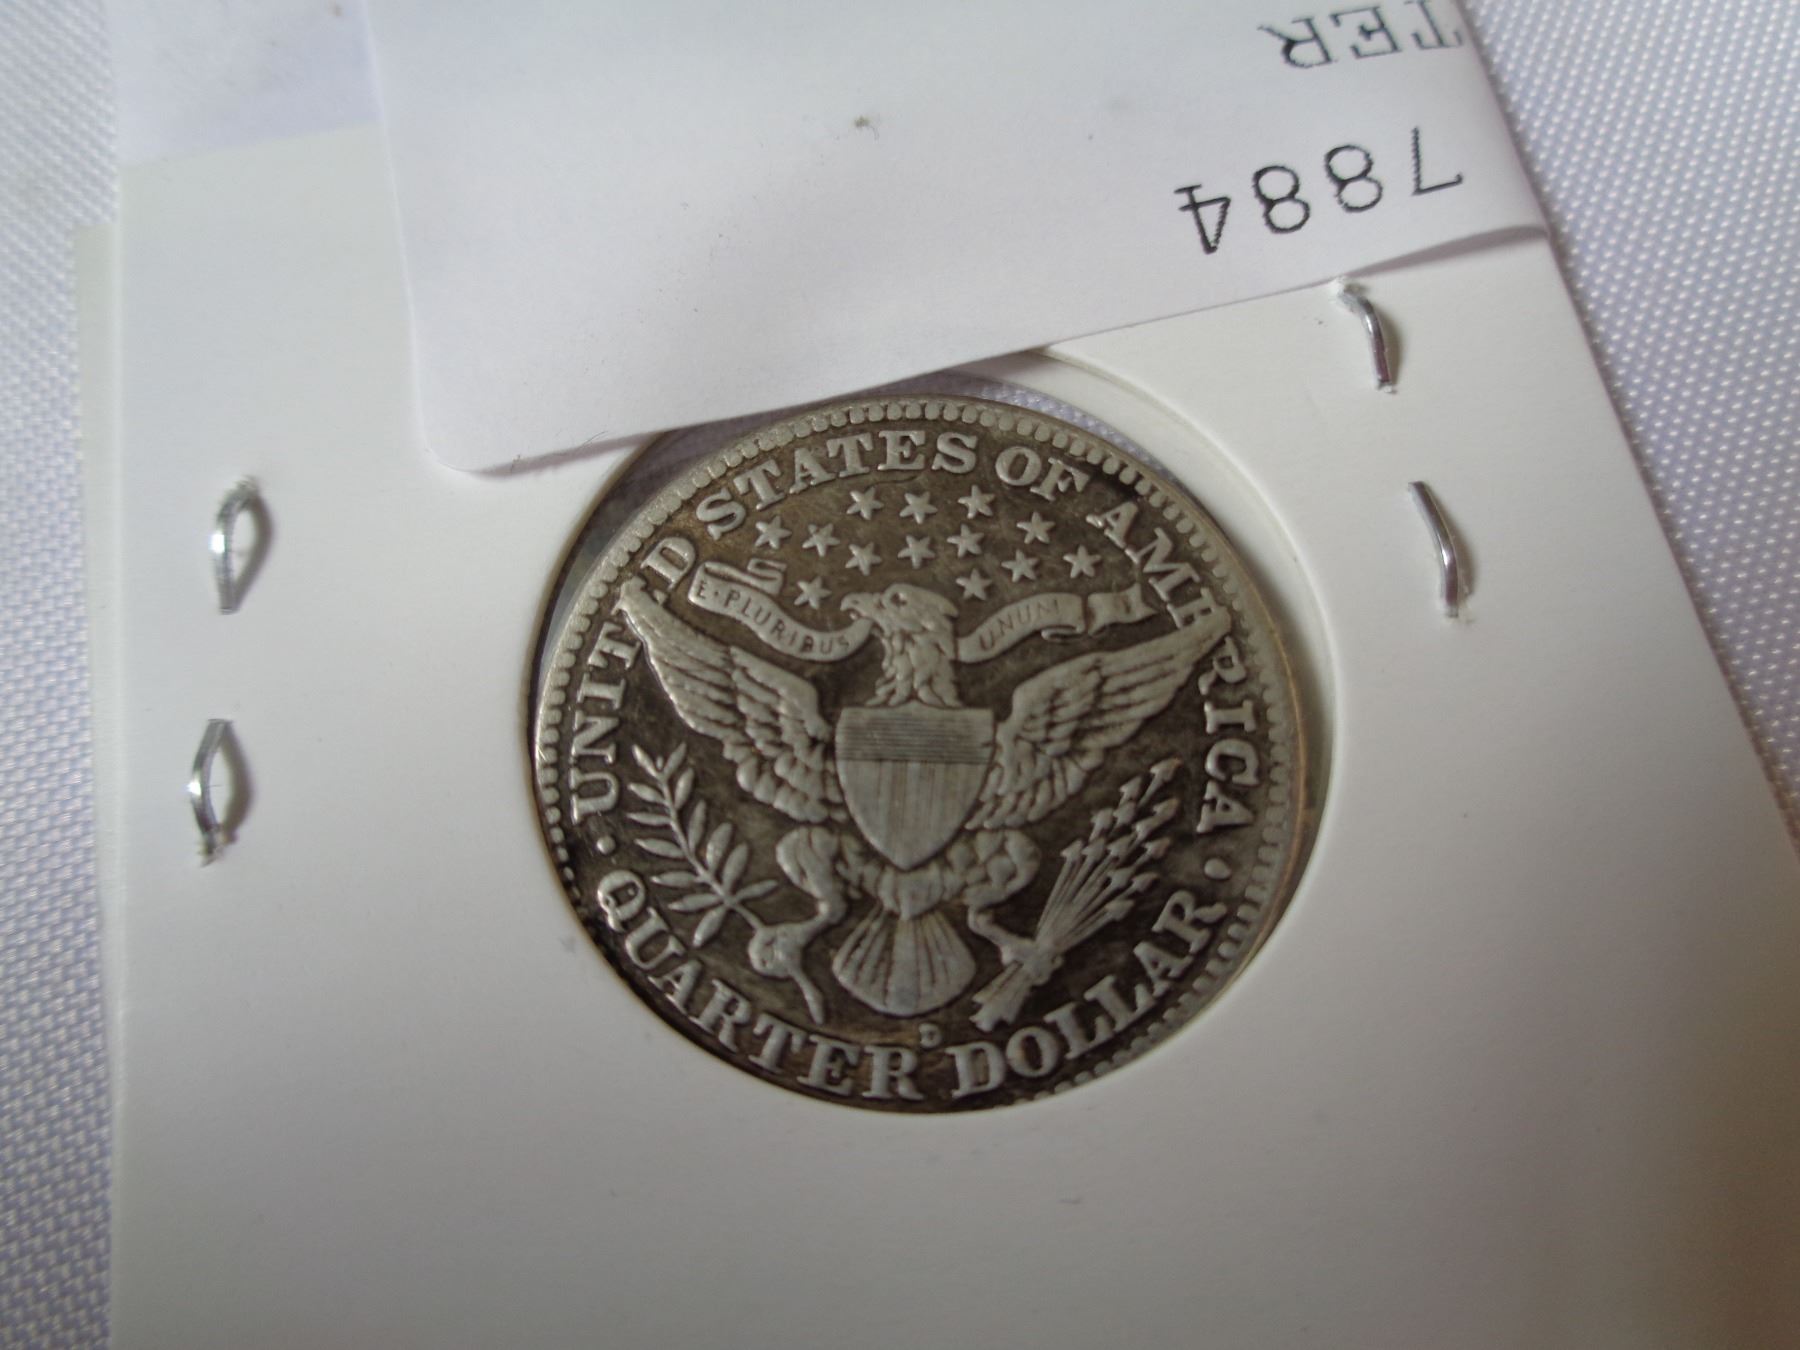 TER
7884
UNITED STATES OF AMERICA
E·PLURIBUS UNUM
D
· QUARTER DOLLAR ·